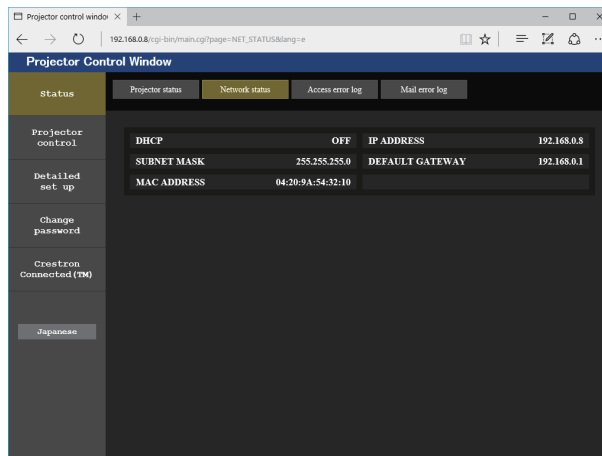 Projector control windov
192.168.0.8/cgi-bin/main.cgi?page=NET_STATUS&lang=e
Projector Control Window
Status
Projector status
Network status
Access error log
Mail error log
Projector
control
Detailed
set up
Change
password
Crestron
Connected(TM)
Japanese
DHCP OFF IP ADDRESS 192.168.0.8
SUBNET MASK 255.255.255.0 DEFAULT GATEWAY 192.168.0.1
MAC ADDRESS 04:20:9A:54:32:10